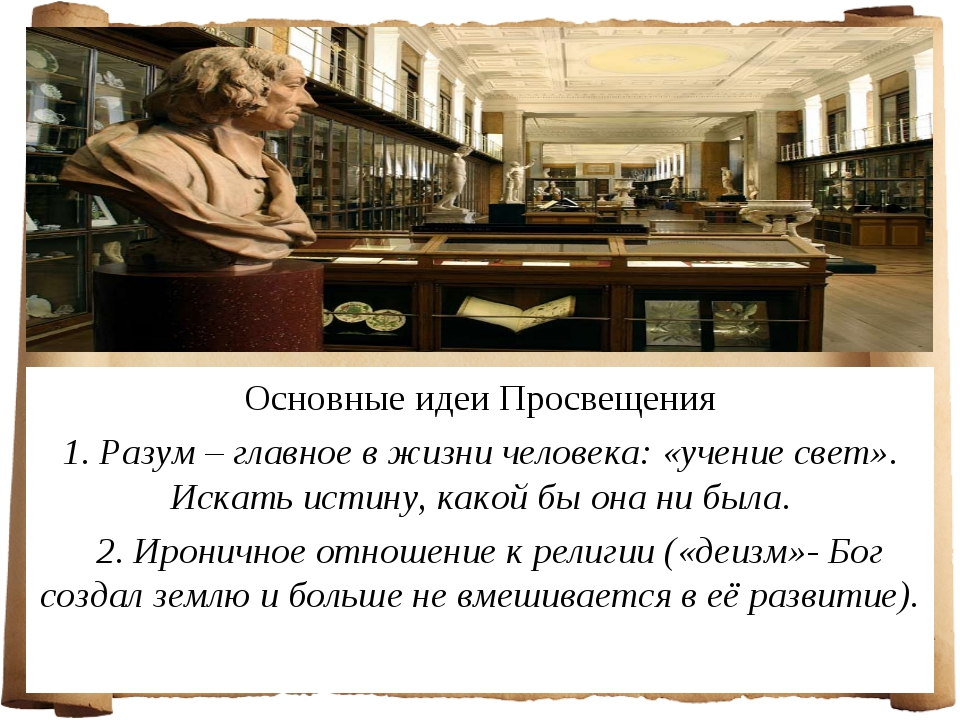 Основные идеи Просвещения
1. Разум – главное в жизни человека: «учение свет».
Искать истину, какой бы она ни была.
2. Ироничное отношение к религии («деизм»- Бог
создал землю и больше не вмешивается в её развитие).